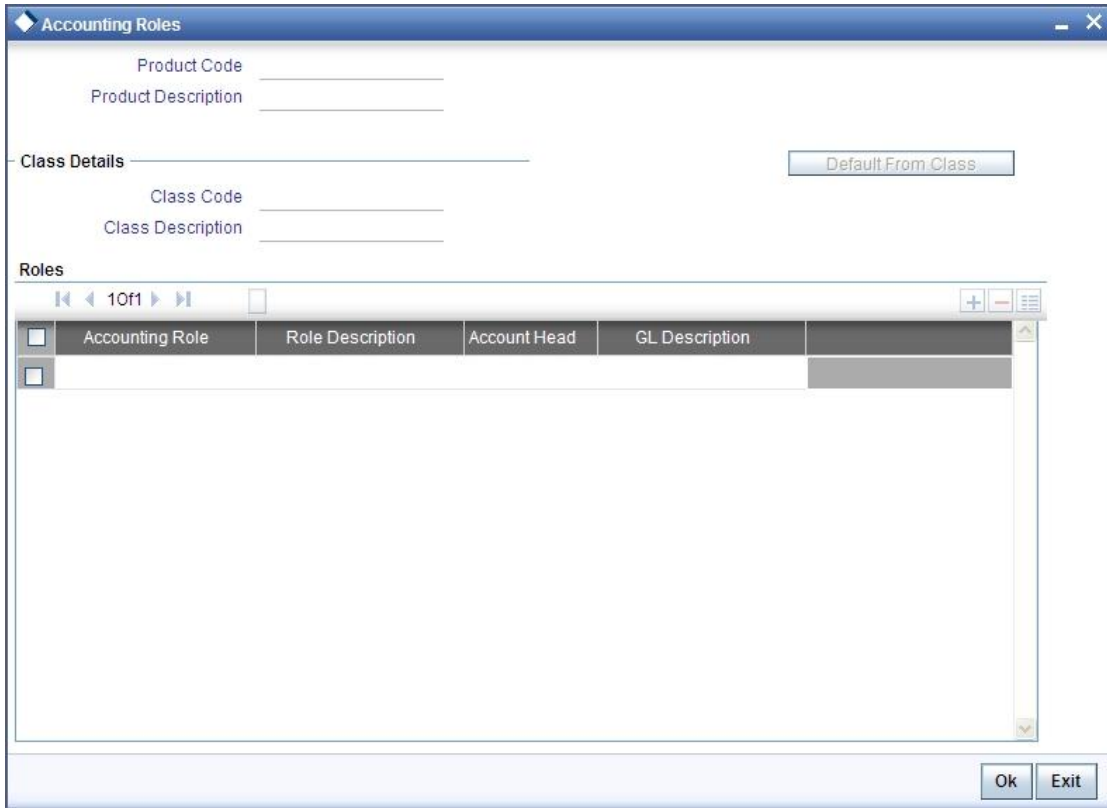 Accounting Roles
Product Code
Product Description
Class Details
Default From Class
Class Code
Class Description
Roles
1Of1
Accounting Role Role Description Account Head GL Description
Ok Exit